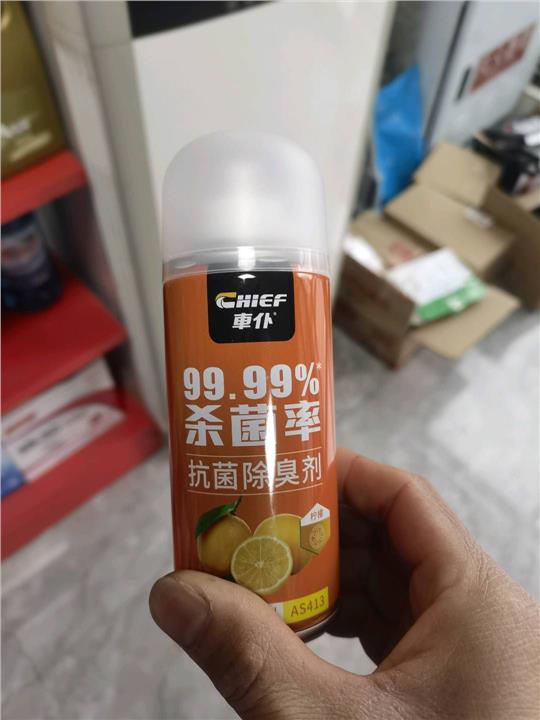 CHIEF
車仆
99.99%*
杀菌率
抗菌除臭剂
柠檬
AS413